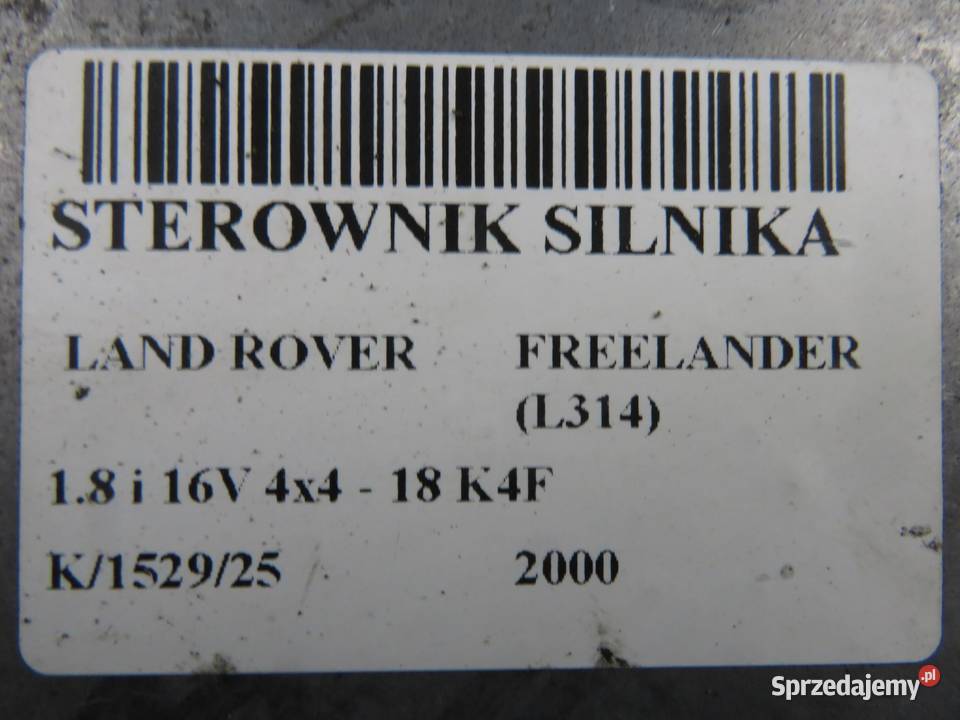 STEROWNIK SILNIKA
LAND ROVER FREELANDER
(L314)
1.8 i 16V 4x4 - 18 K4F
K/1529/25 2000
Sprzedajemy.pl